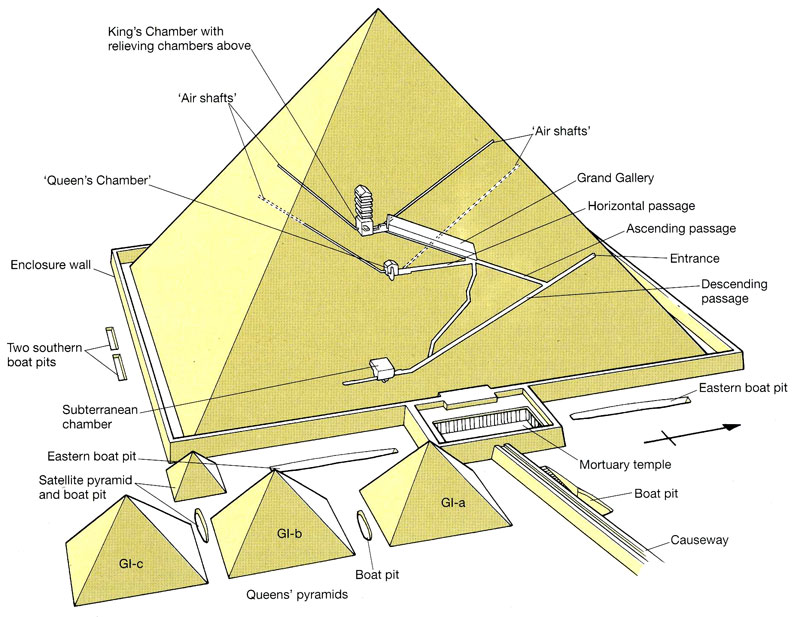 King's Chamber with
relieving chambers above
'Air shafts'
'Air shafts'
'Queen's Chamber'
Grand Gallery
Horizontal passage
Ascending passage
Enclosure wall
Entrance
Descending
passage
Two southern
boat pits
Subterranean
chamber
Eastern boat pit
Eastern boat pit
Mortuary temple
Satellite pyramid
and boat pit
Boat pit
GI-a
GI-b
GI-c
Causeway
Boat pit
Queens' pyramids